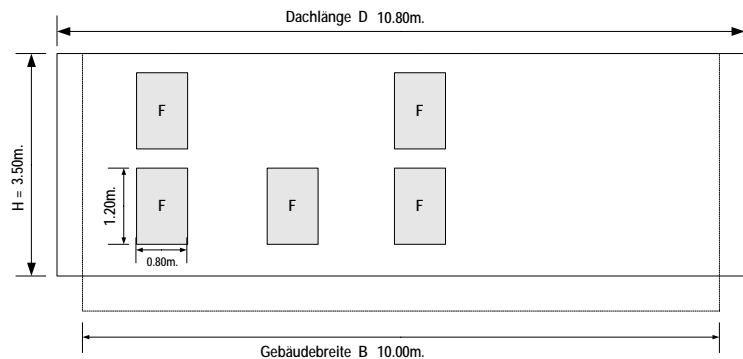 Dachlänge D 10.80m.
F
F
H = 3.50m.
1.20m.
F
F
F
0.80m.
Gebäudebreite B 10.00m.